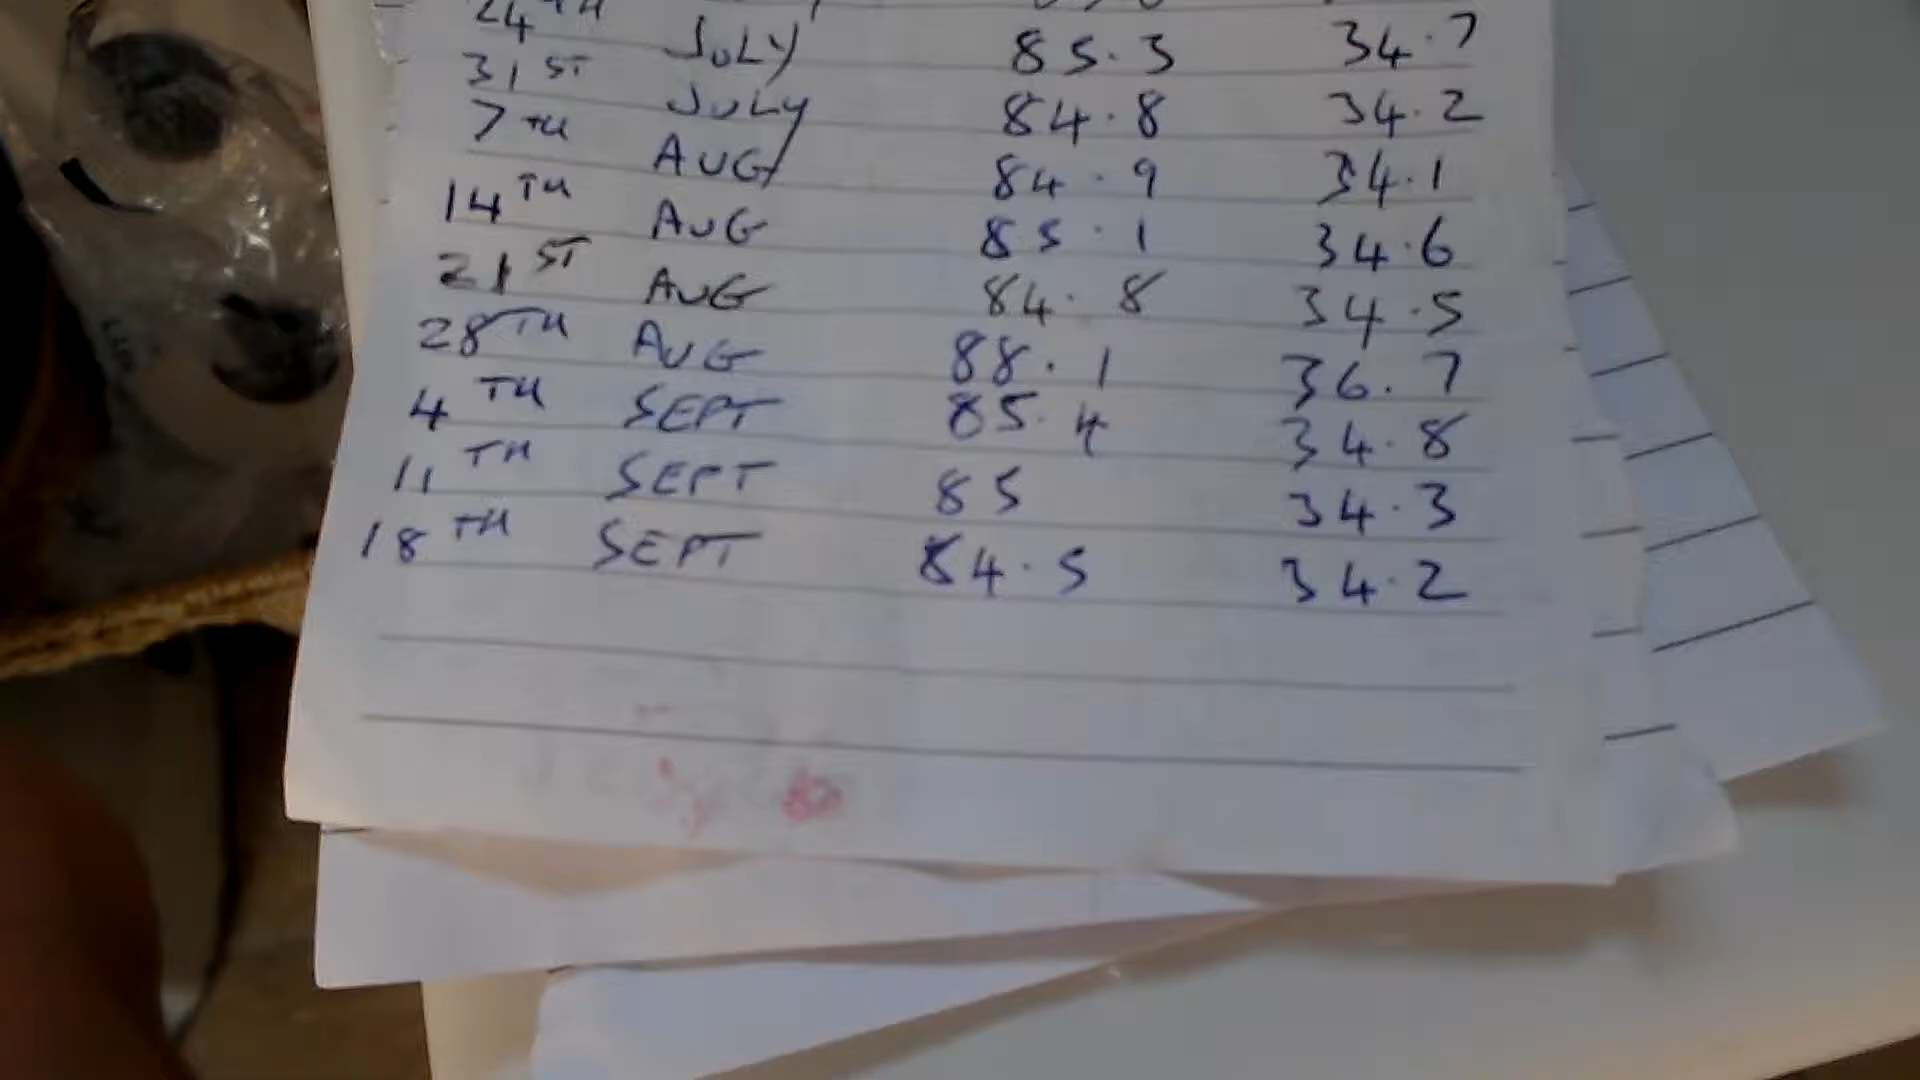 24TH JULY 85.3 34.7
31ST JULY 84.8 34.2
7TH AUG 84.9 34.1
14TH AUG 85.1 34.6
21ST AUG 84.8 34.5
28TH AUG 88.1 36.7
4TH SEPT 85.4 34.8
11TH SEPT 85 34.3
18TH SEPT 84.5 34.2